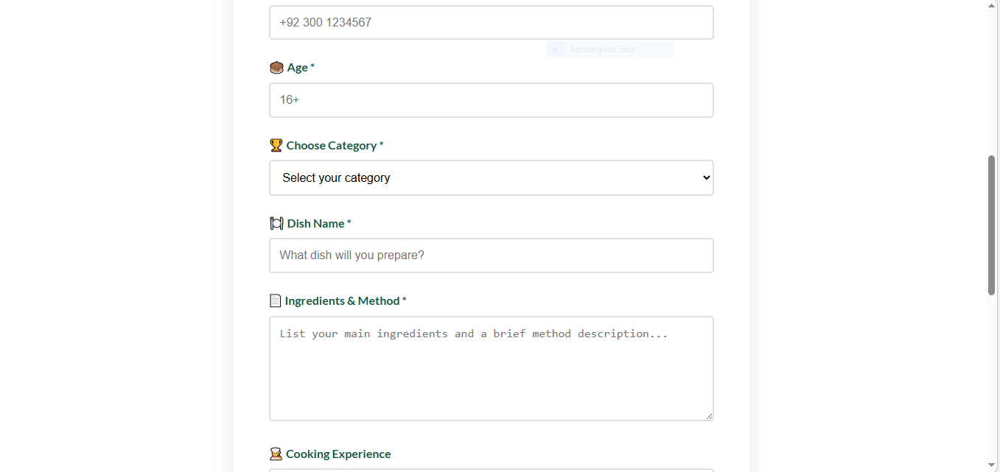 +92 300 1234567
Rectangular Snip
Age *
16+
Choose Category *
Select your category
Dish Name *
What dish will you prepare?
Ingredients & Method *
List your main ingredients and a brief method description...
Cooking Experience